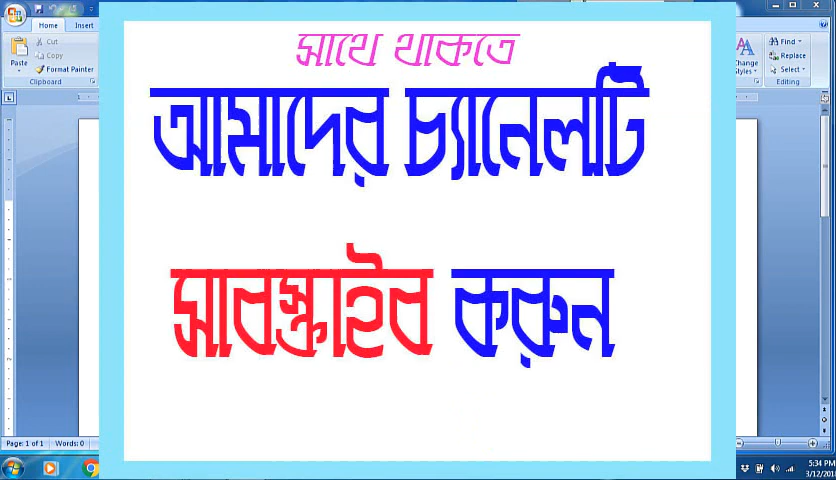 Home Insert
Cut
Copy
Paste
Format Painter
Clipboard
সাথে থাকতে
আমাদের চ্যানেলটি
সাবস্ক্রাইব করুন
Find
Replace
Select
Change
Styles
Editing
Page: 1 of 1 Words: 0
5:34 PM